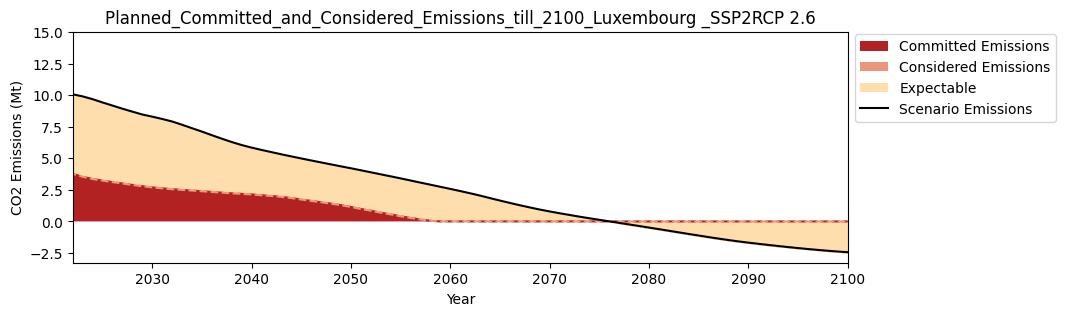 Planned_Committed_and_Considered_Emissions_till_2100_Luxembourg _SSP2RCP 2.6
15.0
12.5
10.0
7.5
5.0
2.5
0.0
−2.5
CO2 Emissions (Mt)
2030 2040 2050 2060 2070 2080 2090 2100
Year
Committed Emissions
Considered Emissions
Expectable
Scenario Emissions